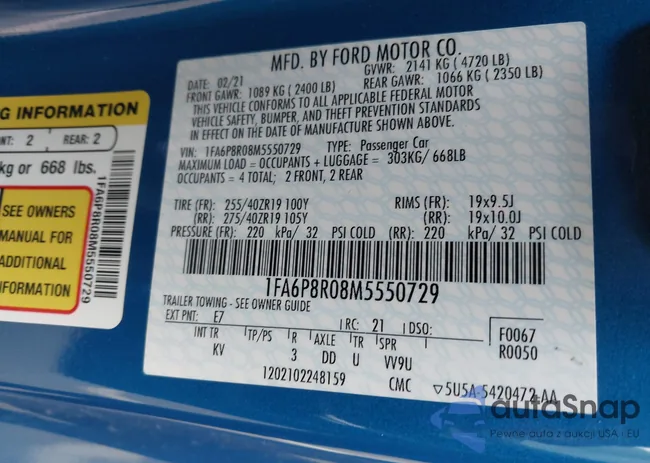 NG INFORMATION
NT: 2 REAR: 2
kg or 668 lbs.
SEE OWNERS
MANUAL FOR
ADDITIONAL
INFORMATION
1FA6P8R08M5550729
MFD. BY FORD MOTOR CO.
DATE: 02/21 GVWR: 2141 KG ( 4720 LB)
FRONT GAWR: 1089 KG ( 2400 LB) REAR GAWR: 1066 KG ( 2350 LB)
THIS VEHICLE CONFORMS TO ALL APPLICABLE FEDERAL MOTOR
VEHICLE SAFETY, BUMPER, AND THEFT PREVENTION STANDARDS
IN EFFECT ON THE DATE OF MANUFACTURE SHOWN ABOVE.
VIN: 1FA6P8R08M5550729 TYPE: Passenger Car
MAXIMUM LOAD = OCCUPANTS + LUGGAGE = 303KG/ 668LB
OCCUPANTS = 4 TOTAL; 2 FRONT, 2 REAR
TIRE (FR): 255/40ZR19 100Y RIMS (FR): 19x9.5J
(RR): 275/40ZR19 105Y (RR): 19x10.0J
PRESSURE (FR): 220 kPa/ 32 PSI COLD (RR): 220 kPa/ 32 PSI COLD
1FA6P8R08M5550729
TRAILER TOWING - SEE OWNER GUIDE
EXT PNT: E7 RC: 21 DSO: F0067
INT TR TP/PS R AXLE TR SPR R0050
KV 3 DD U VV9U
1202102248159 CMC 5U5A-5420472-AA
autoSnap
Pewne auto z aukcji USA i EU